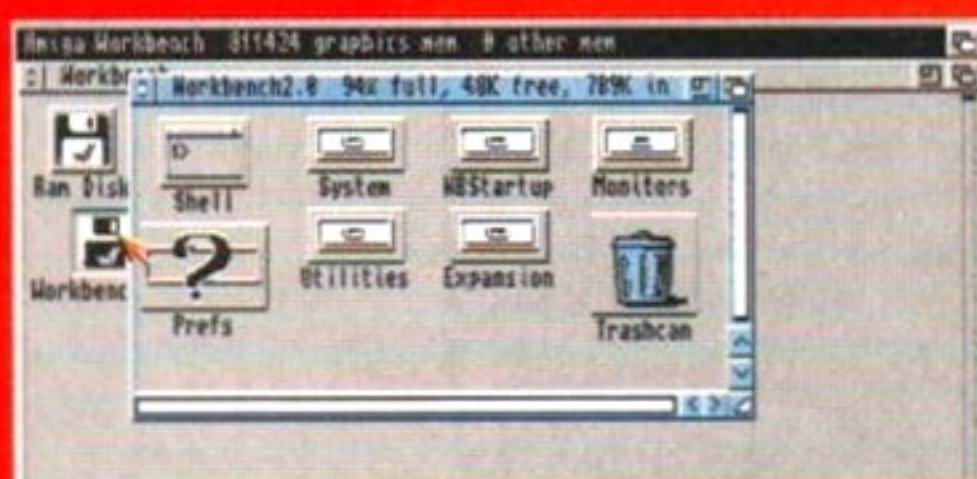 Amiga Workbench 811424 graphics mem 0 other mem
Workbench
Workbench2.0 94% full, 48K free, 789K in
Ram Disk
Shell
System
WBStartup
Monitors
Workbenc
Prefs
Utilities
Expansion
Trashcan